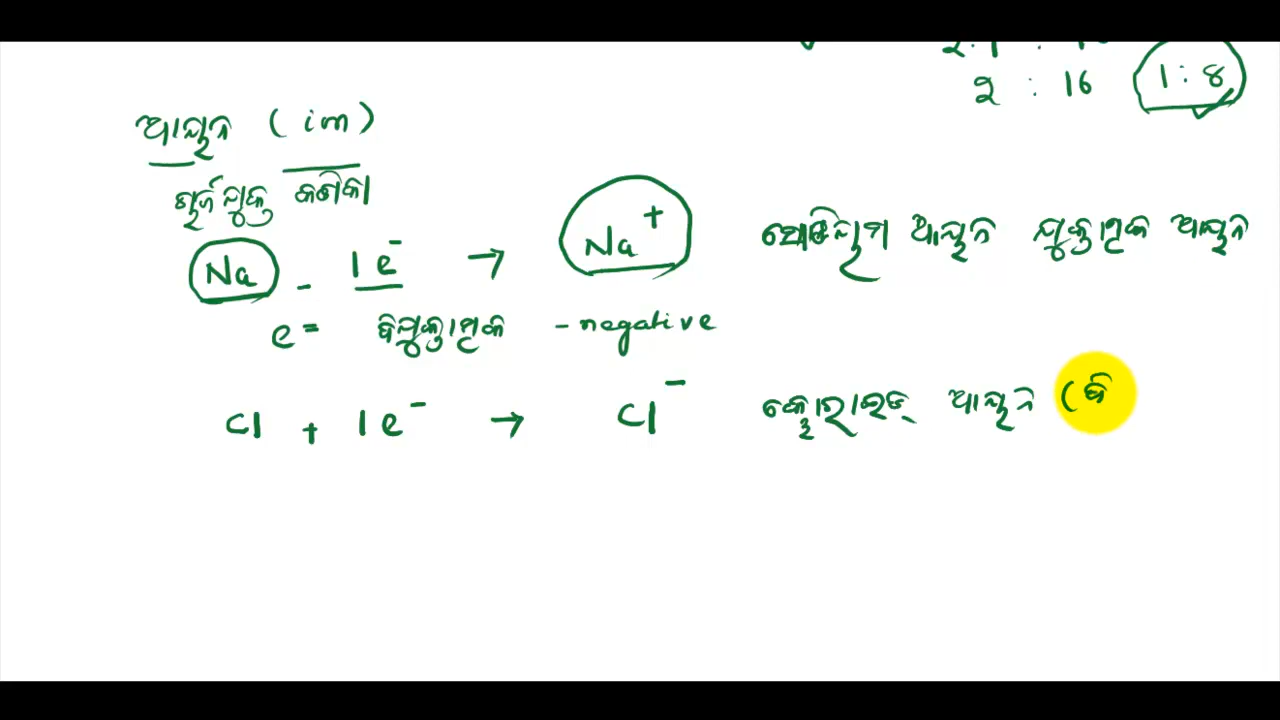 2 : 16 1 : 8
ଆୟନ (ion)
ଚାର୍ଜ ଯୁକ୍ତ କଣିକା
Na - 1e⁻ → Na⁺ ସୋଡିୟମ ଆୟନ ଯୁକ୍ତାତ୍ମକ ଆୟନ
e = ବିଯୁକ୍ତାତ୍ମକ - negative
Cl + 1e⁻ → Cl⁻ କ୍ଲୋରାଇଡ୍ ଆୟନ (ବି